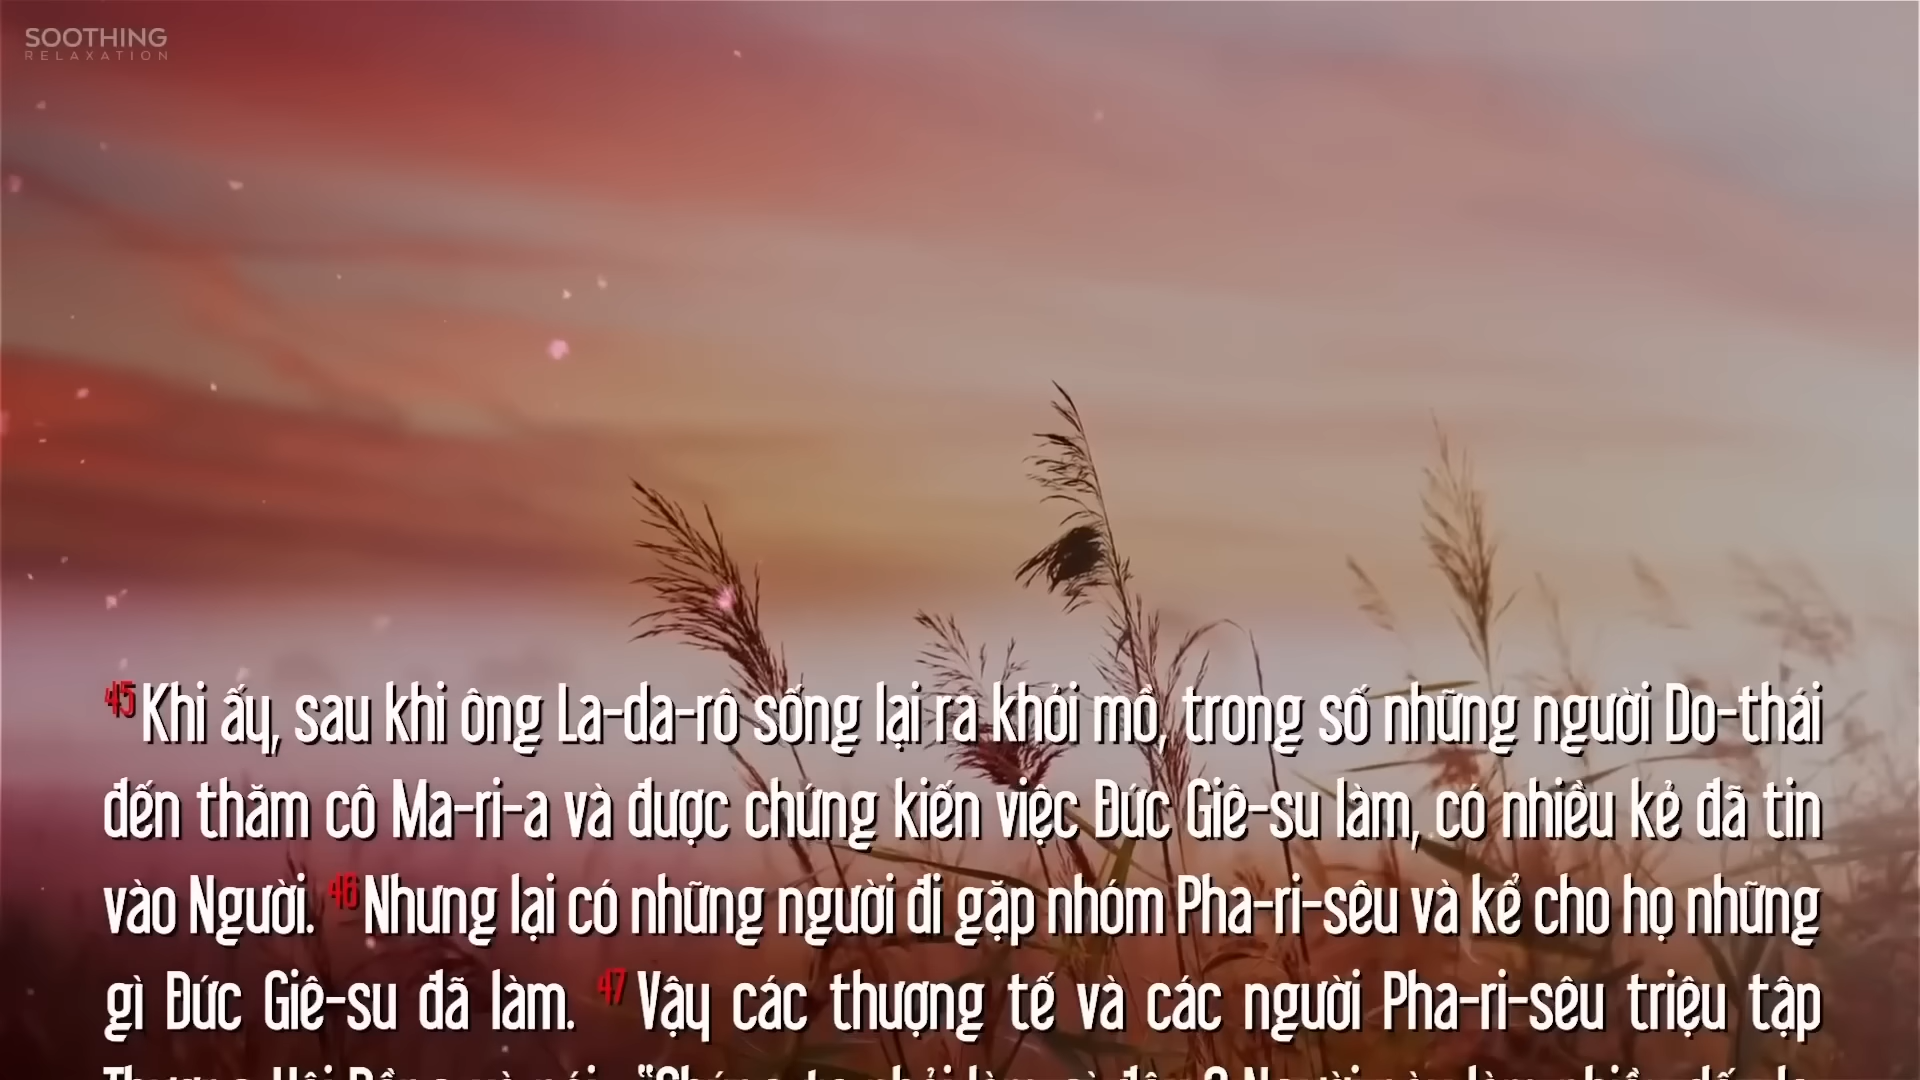 SOOTHING
RELAXATION
45 Khi ấy, sau khi ông La-da-rô sống lại ra khỏi mồ, trong số những người Do-thái
đến thăm cô Ma-ri-a và được chứng kiến việc Đức Giê-su làm, có nhiều kẻ đã tin
vào Người. 46 Nhưng lại có những người đi gặp nhóm Pha-ri-sêu và kể cho họ những
gì Đức Giê-su đã làm. 47 Vậy các thượng tế và các người Pha-ri-sêu triệu tập